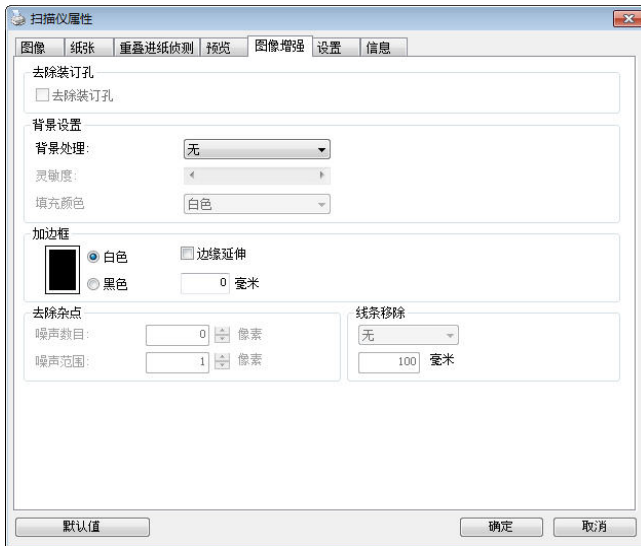 扫描仪属性
图像 纸张 重叠进纸侦测 预览 图像增强 设置 信息
去除装订孔
去除装订孔
背景设置
背景处理: 无
灵敏度:
填充颜色 白色
加边框
白色 边缘延伸
黑色 0 毫米
去除杂点 线条移除
噪声数目: 0 像素 无
噪声范围: 1 像素 100 毫米
默认值 确定 取消